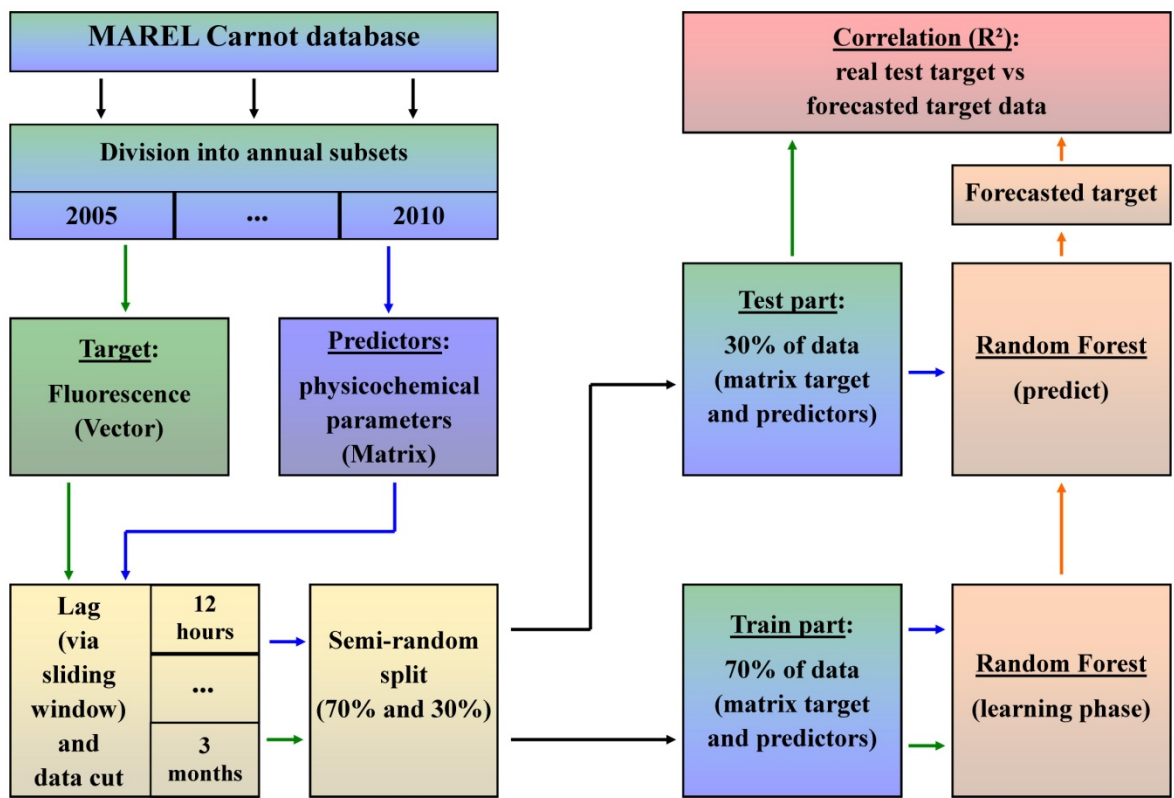 MAREL Carnot database
Division into annual subsets
2005
...
2010
Target:
Fluorescence
(Vector)
Predictors:
physicochemical
parameters
(Matrix)
Lag
(via
sliding
window)
and
data cut
12
hours
...
3
months
Semi-random
split
(70% and 30%)
Correlation (R²):
real test target vs
forecasted target data
Forecasted target
Test part:
30% of data
(matrix target
and predictors)
Random Forest
(predict)
Train part:
70% of data
(matrix target
and predictors)
Random Forest
(learning phase)